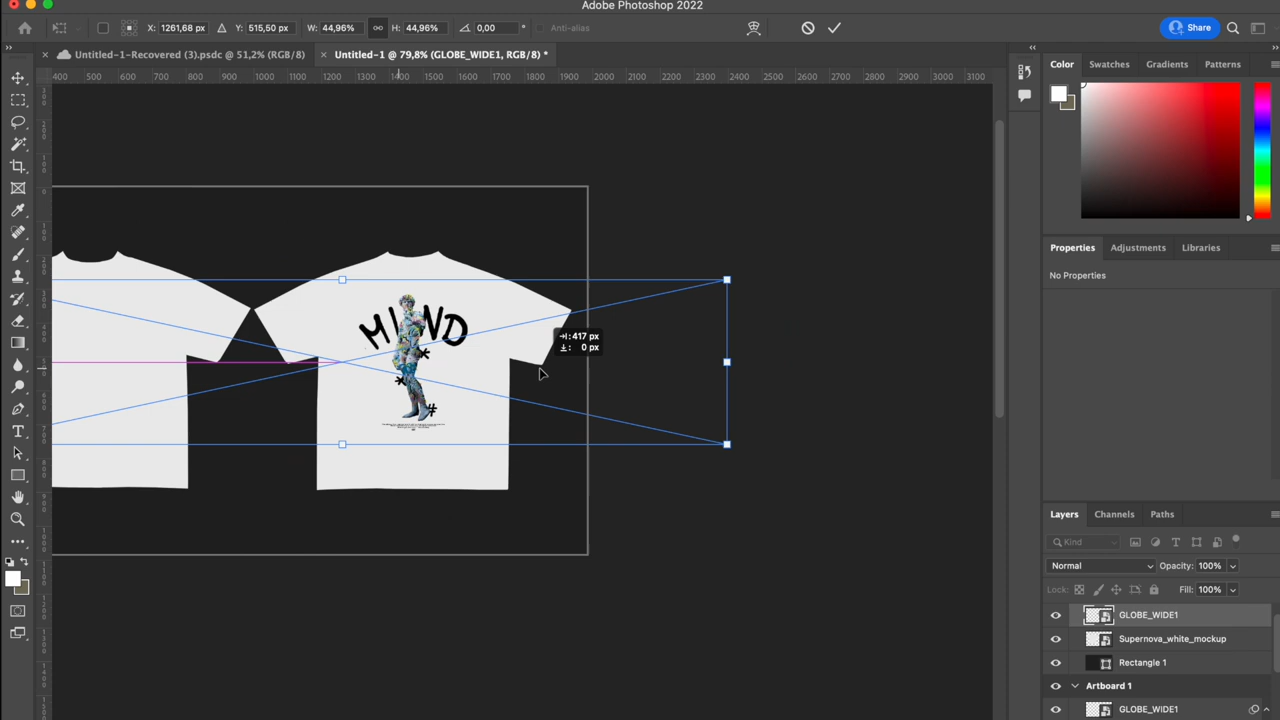 Adobe Photoshop 2022
X: 1261,68 px Y: 515,50 px W: 44,96% H: 44,96% 0,00 ° Anti-alias Share
Untitled-1-Recovered (3).psdc @ 51,2% (RGB/8) Untitled-1 @ 79,8% (GLOBE_WIDE1, RGB/8) *
400 500 600 700 800 900 1000 1100 1200 1300 1400 1500 1600 1700 1800 1900 2000 2100 2200 2300 2400 2500 2600 2700 2800 2900 3000 3100
Color Swatches Gradients Patterns
MIND
417 px
0 px
Properties Adjustments Libraries
No Properties
Layers Channels Paths
Kind
Normal Opacity: 100%
Lock: Fill: 100%
GLOBE_WIDE1
Supernova_white_mockup
Rectangle 1
Artboard 1
GLOBE_WIDE1